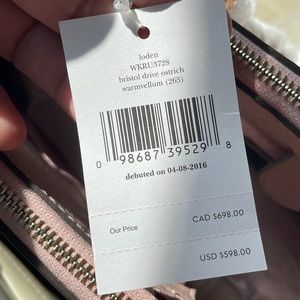 loden
WKRU3728
bristol drive ostrich
warmvellum (265)
0 98687 39529 8
debuted on 04-08-2016
Our Price CAD $698.00
USD $598.00